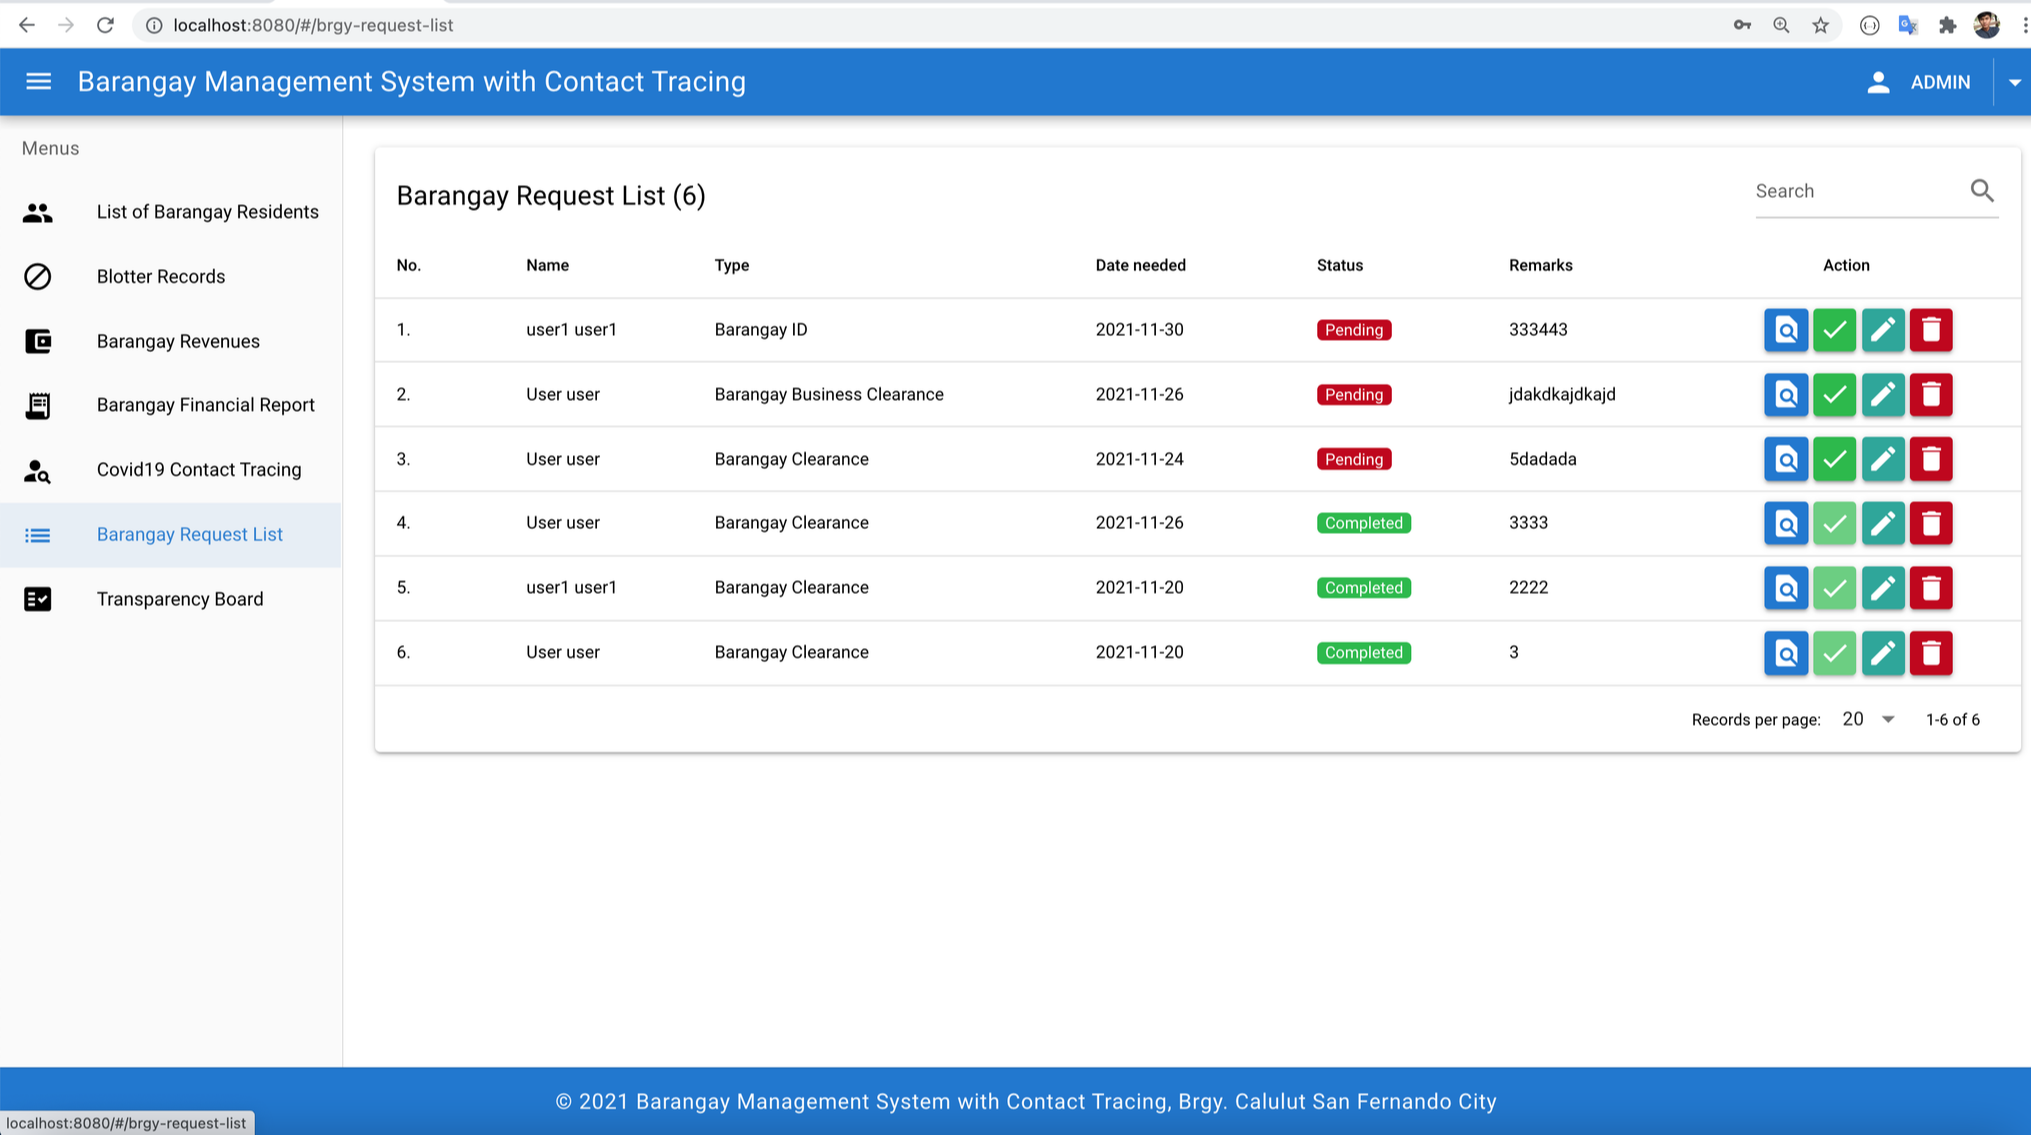 localhost:8080/#/brgy-request-list
Barangay Management System with Contact Tracing
ADMIN
Menus
List of Barangay Residents
Blotter Records
Barangay Revenues
Barangay Financial Report
Covid19 Contact Tracing
Barangay Request List
Transparency Board
Barangay Request List (6)
Search
No. Name Type Date needed Status Remarks Action
1. user1 user1 Barangay ID 2021-11-30 Pending 333443
2. User user Barangay Business Clearance 2021-11-26 Pending jdakdkajdkajd
3. User user Barangay Clearance 2021-11-24 Pending 5dadada
4. User user Barangay Clearance 2021-11-26 Completed 3333
5. user1 user1 Barangay Clearance 2021-11-20 Completed 2222
6. User user Barangay Clearance 2021-11-20 Completed 3
Records per page: 20 1-6 of 6
© 2021 Barangay Management System with Contact Tracing, Brgy. Calulut San Fernando City
localhost:8080/#/brgy-request-list